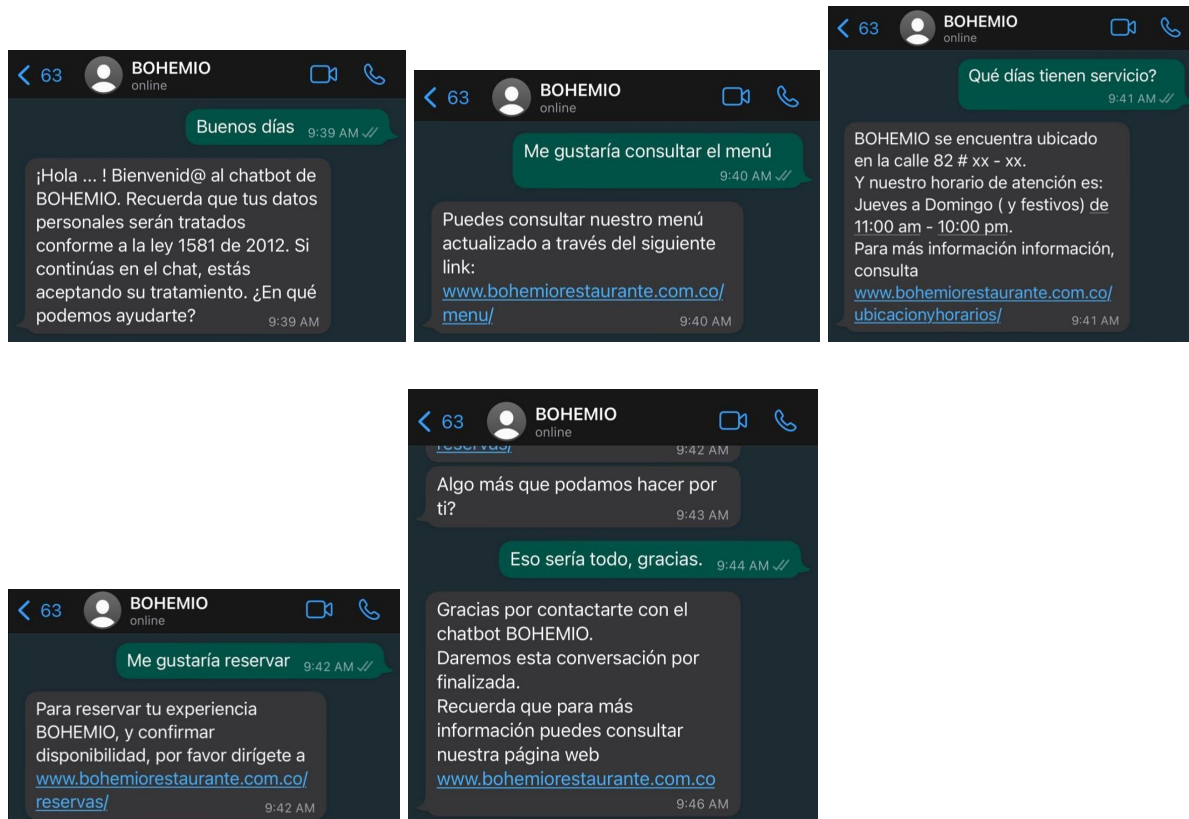 63
BOHEMIO
online
Buenos días 9:39 AM
¡Hola ... ! Bienvenid@ al chatbot de
BOHEMIO. Recuerda que tus datos
personales serán tratados
conforme a la ley 1581 de 2012. Si
continúas en el chat, estás
aceptando su tratamiento. ¿En qué
podemos ayudarte? 9:39 AM
63
BOHEMIO
online
Me gustaría consultar el menú
9:40 AM
Puedes consultar nuestro menú
actualizado a través del siguiente
link:
www.bohemiorestaurante.com.co/
menu/ 9:40 AM
63
BOHEMIO
online
Qué días tienen servicio?
9:41 AM
BOHEMIO se encuentra ubicado
en la calle 82 # xx - xx.
Y nuestro horario de atención es:
Jueves a Domingo ( y festivos) de
11:00 am - 10:00 pm.
Para más información información,
consulta
www.bohemiorestaurante.com.co/
ubicacionyhorarios/ 9:41 AM
63
BOHEMIO
online
Me gustaría reservar 9:42 AM
Para reservar tu experiencia
BOHEMIO, y confirmar
disponibilidad, por favor dirígete a
www.bohemiorestaurante.com.co/
reservas/ 9:42 AM
63
BOHEMIO
online
reservas/ 9:42 AM
Algo más que podamos hacer por
ti? 9:43 AM
Eso sería todo, gracias. 9:44 AM
Gracias por contactarte con el
chatbot BOHEMIO.
Daremos esta conversación por
finalizada.
Recuerda que para más
información puedes consultar
nuestra página web
www.bohemiorestaurante.com.co
9:46 AM